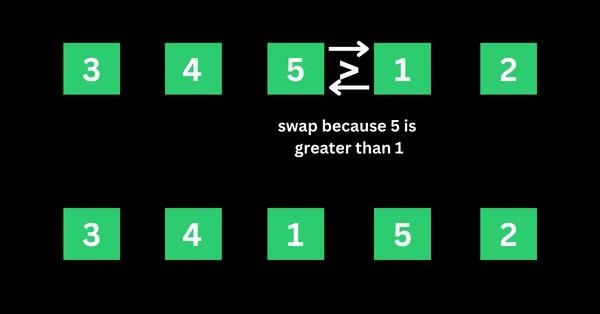 3 4 5 > 1 2
swap because 5 is
greater than 1
3 4 1 5 2